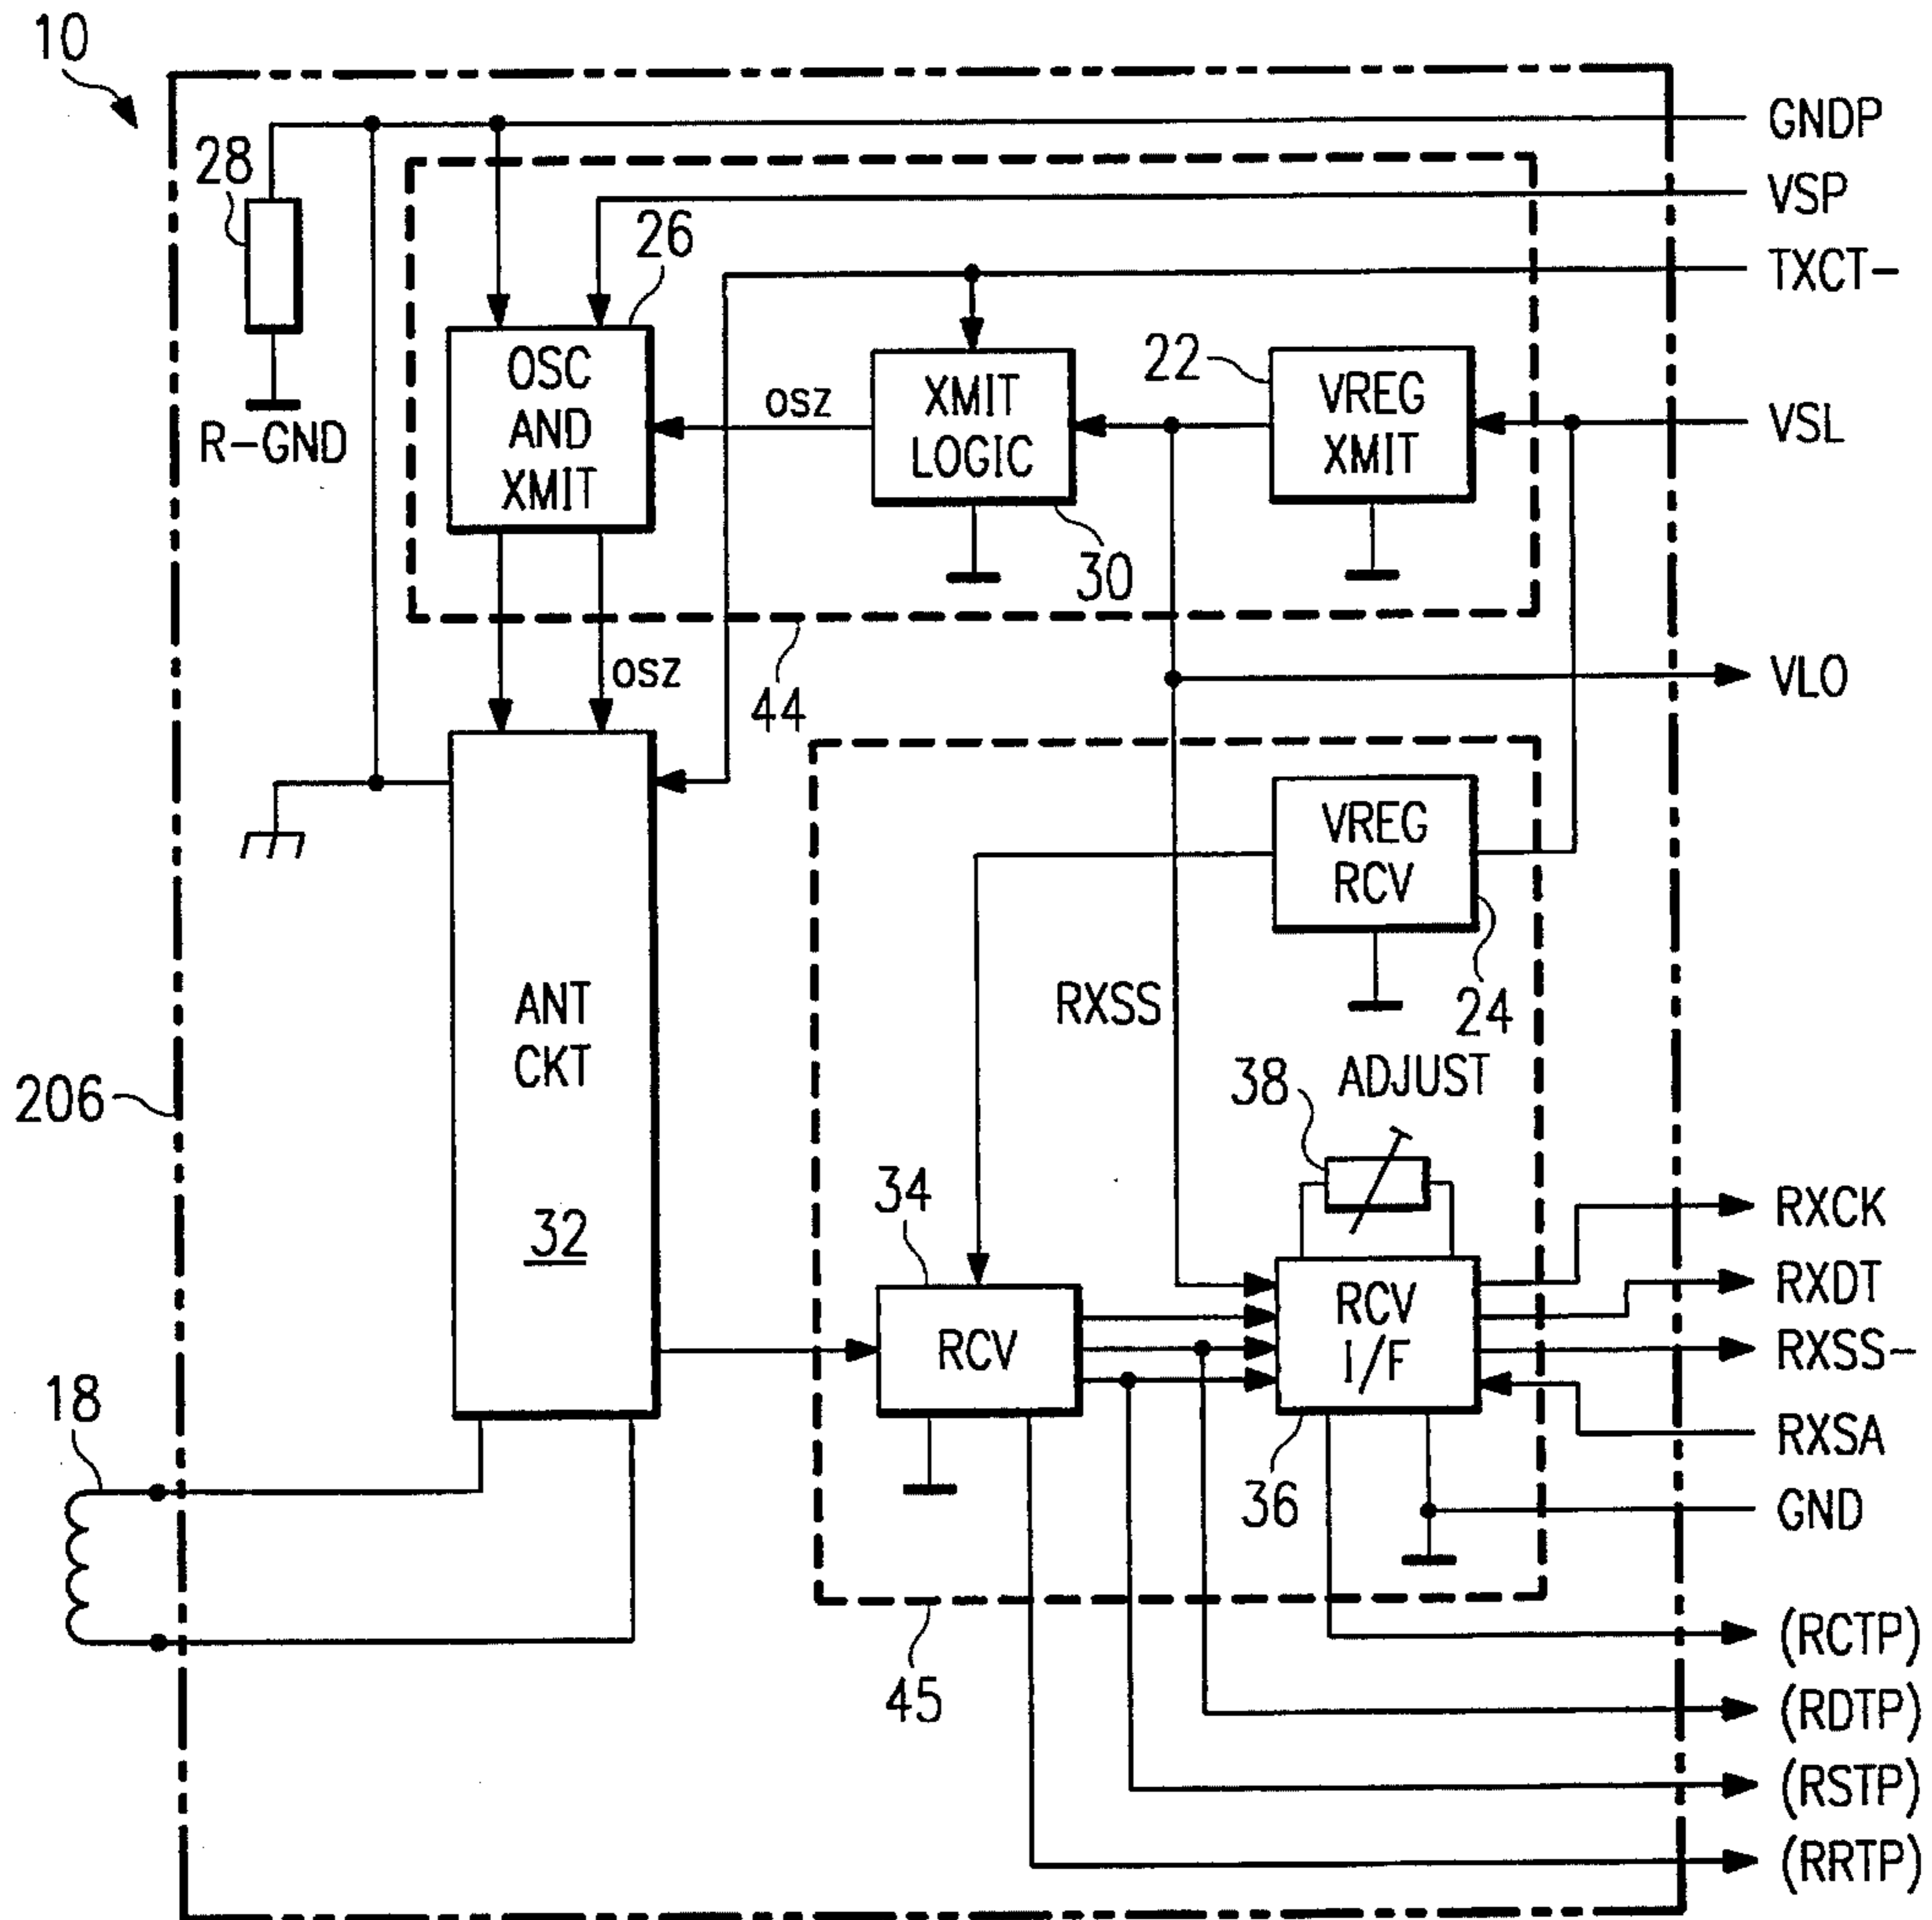 10
GNDP
28
VSP
26
TXCT-
OSC
AND
XMIT
osz
XMIT
LOGIC
22
VREG
XMIT
VSL
R-GND
30
osz
44
VLO
VREG
RCV
ANT
CKT
RXSS
24
206
38
ADJUST
32
34
RXCK
RCV
RCV
I/F
RXDT
RXSS-
18
RXSA
36
GND
45
(RCTP)
(RDTP)
(RSTP)
(RRTP)